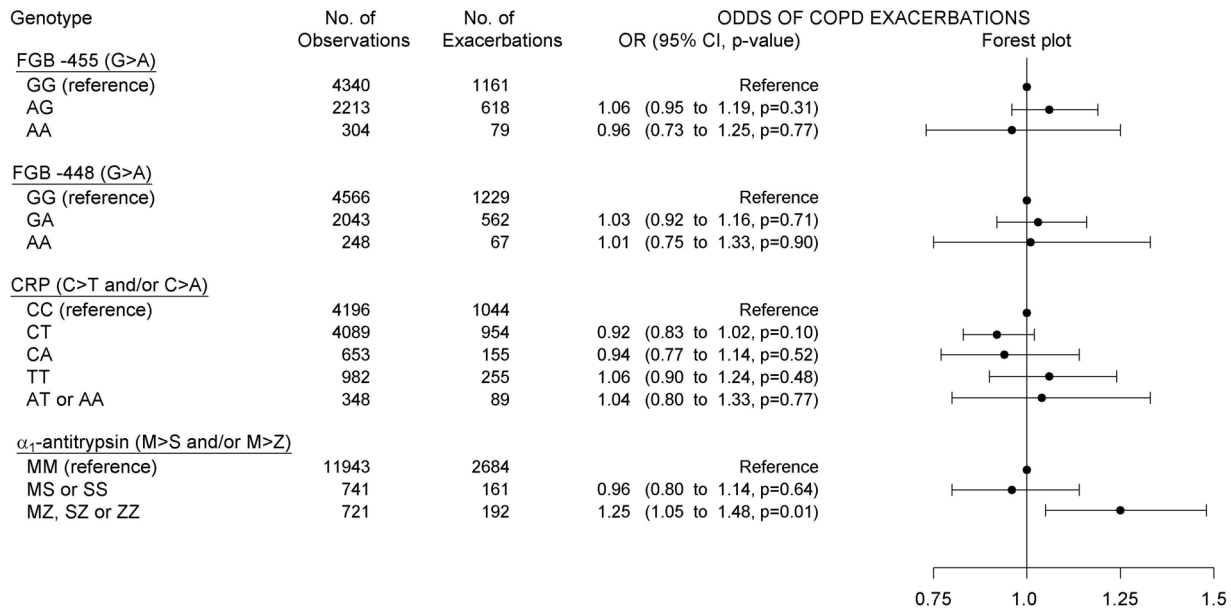 Genotype No. of Observations No. of Exacerbations ODDS OF COPD EXACERBATIONS
OR (95% CI, p-value) Forest plot
FGB -455 (G>A)
GG (reference) 4340 1161 Reference
AG 2213 618 1.06 (0.95 to 1.19, p=0.31)
AA 304 79 0.96 (0.73 to 1.25, p=0.77)
FGB -448 (G>A)
GG (reference) 4566 1229 Reference
GA 2043 562 1.03 (0.92 to 1.16, p=0.71)
AA 248 67 1.01 (0.75 to 1.33, p=0.90)
CRP (C>T and/or C>A)
CC (reference) 4196 1044 Reference
CT 4089 954 0.92 (0.83 to 1.02, p=0.10)
CA 653 155 0.94 (0.77 to 1.14, p=0.52)
TT 982 255 1.06 (0.90 to 1.24, p=0.48)
AT or AA 348 89 1.04 (0.80 to 1.33, p=0.77)
α₁-antitrypsin (M>S and/or M>Z)
MM (reference) 11943 2684 Reference
MS or SS 741 161 0.96 (0.80 to 1.14, p=0.64)
MZ, SZ or ZZ 721 192 1.25 (1.05 to 1.48, p=0.01)
0.75 1.0 1.25 1.5